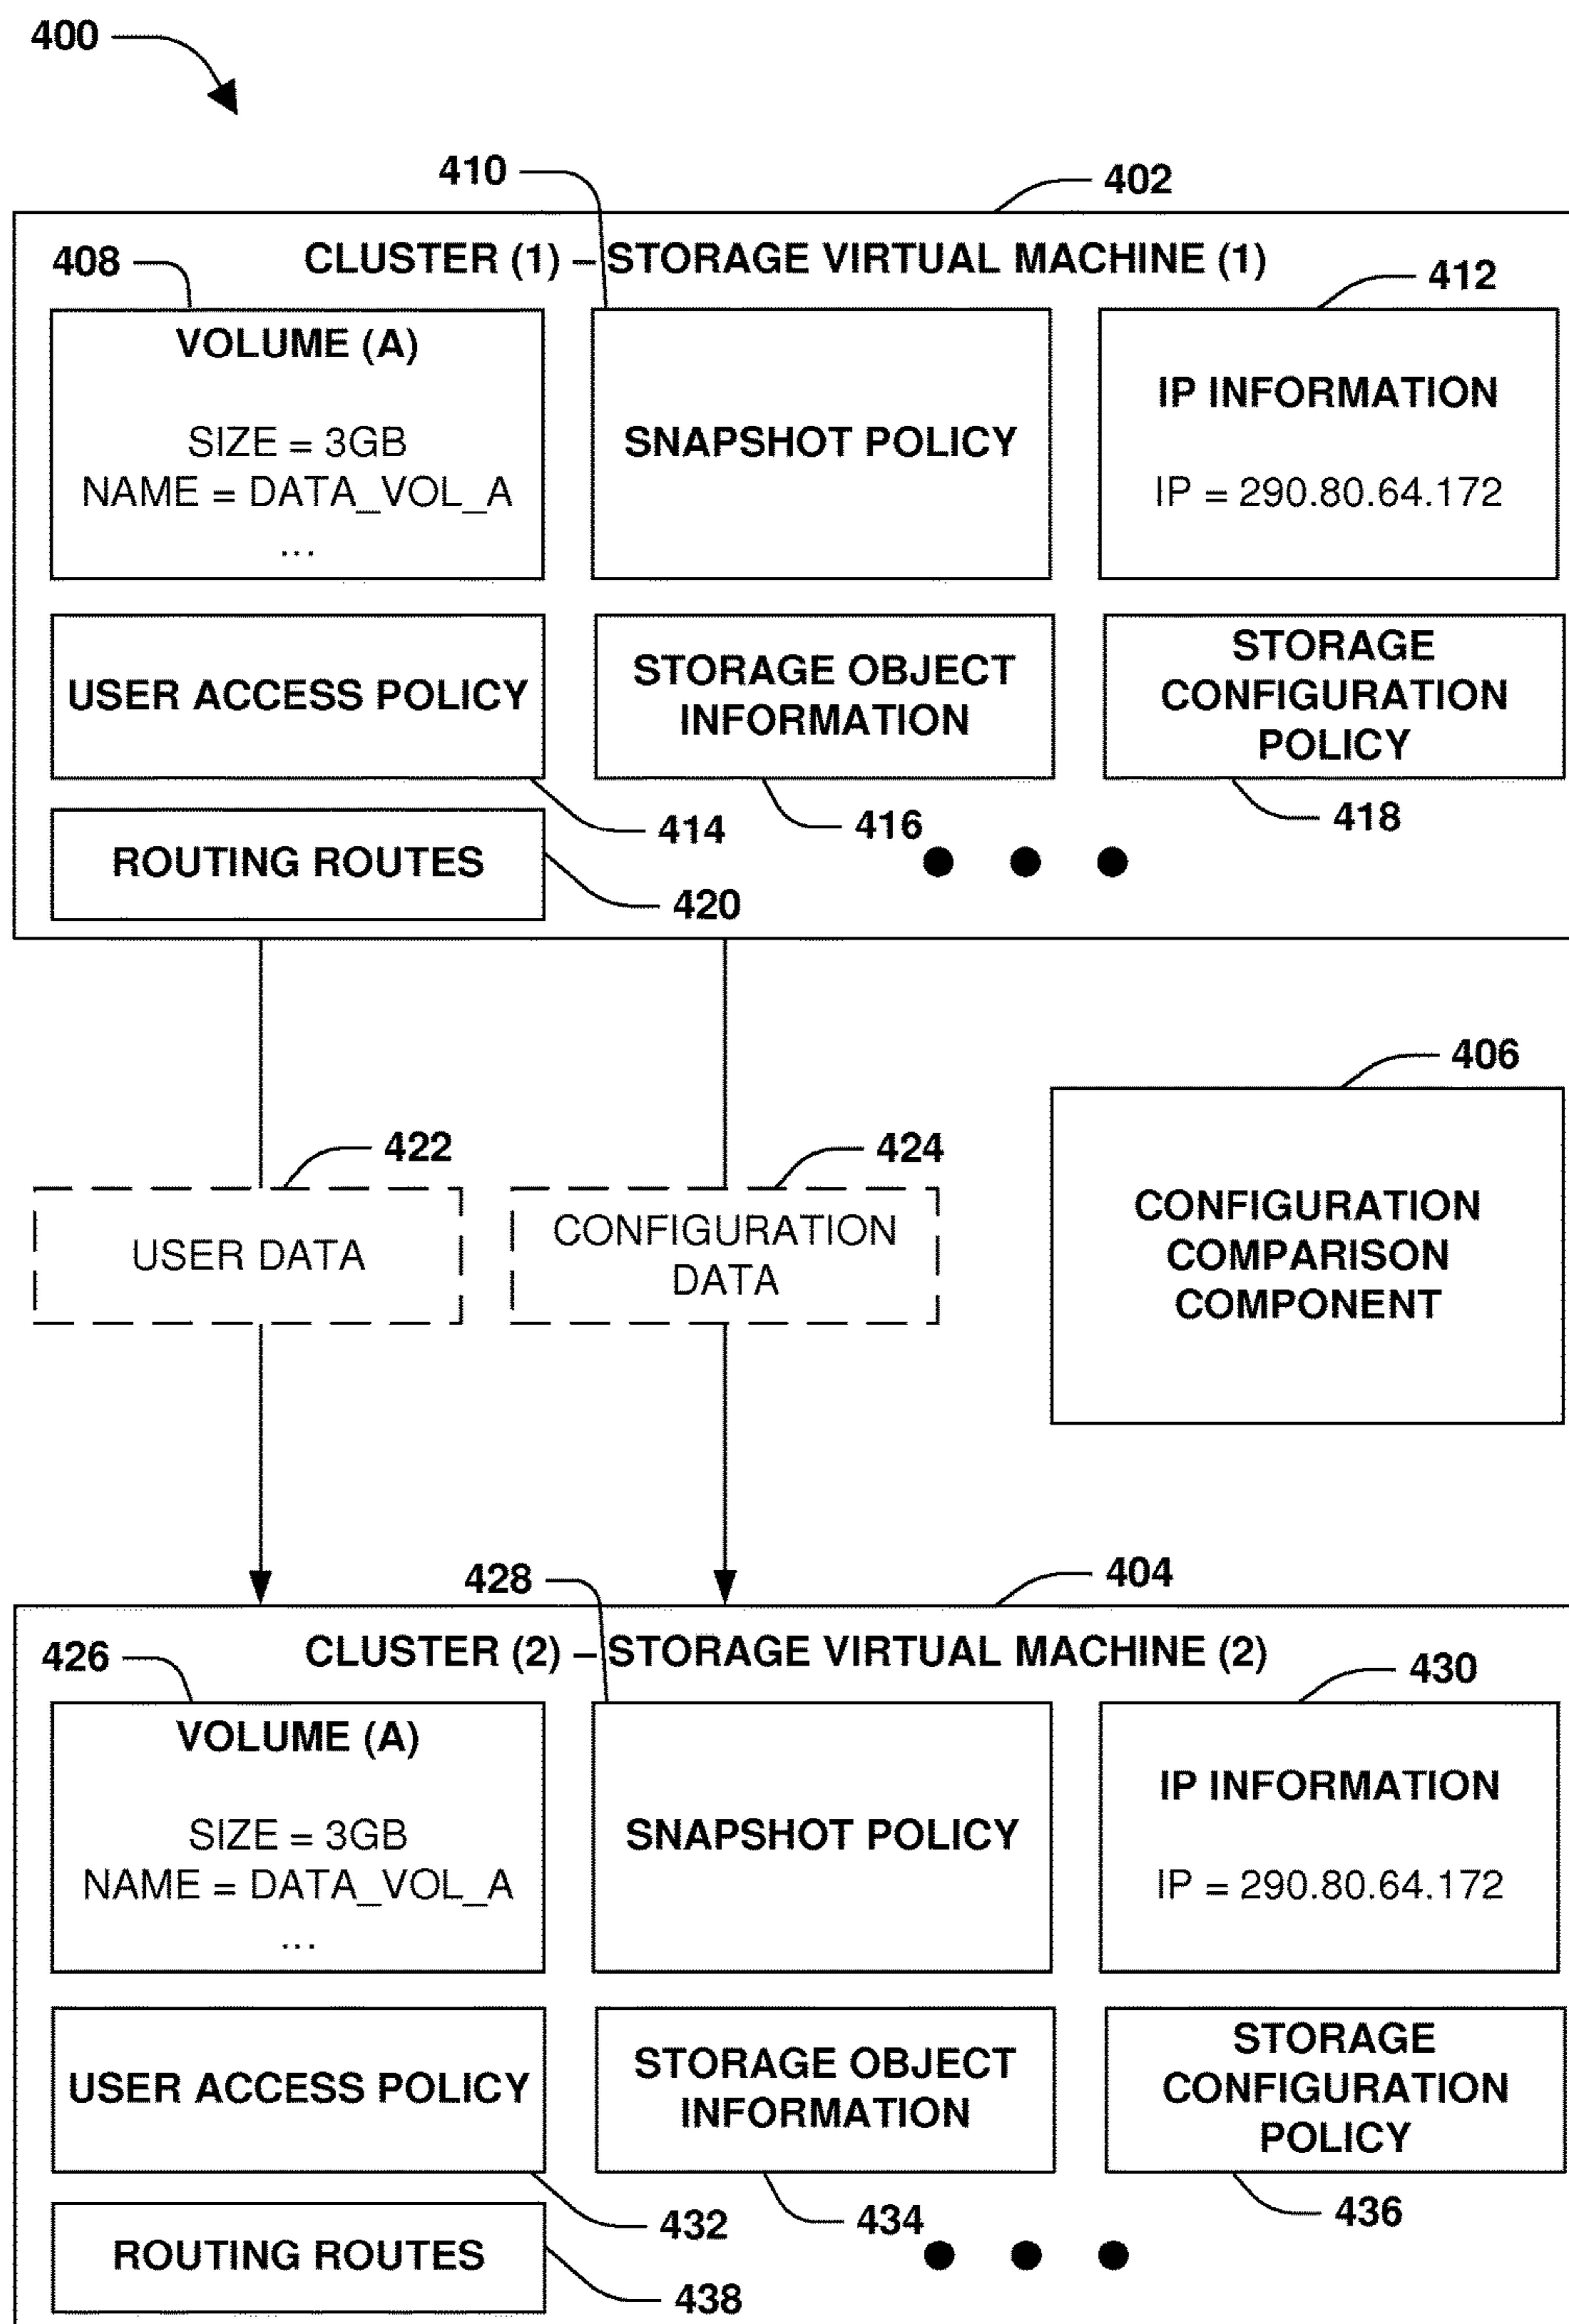 400
410
402
408
CLUSTER (1) – STORAGE VIRTUAL MACHINE (1)
412
VOLUME (A)
SIZE = 3GB
NAME = DATA_VOL_A
...
SNAPSHOT POLICY
IP INFORMATION
IP = 290.80.64.172
USER ACCESS POLICY
STORAGE OBJECT
INFORMATION
STORAGE
CONFIGURATION
POLICY
414
416
418
ROUTING ROUTES
420
406
422
424
USER DATA
CONFIGURATION
DATA
CONFIGURATION
COMPARISON
COMPONENT
428
404
426
CLUSTER (2) – STORAGE VIRTUAL MACHINE (2)
430
VOLUME (A)
SIZE = 3GB
NAME = DATA_VOL_A
...
SNAPSHOT POLICY
IP INFORMATION
IP = 290.80.64.172
USER ACCESS POLICY
STORAGE OBJECT
INFORMATION
STORAGE
CONFIGURATION
POLICY
432
434
436
ROUTING ROUTES
438